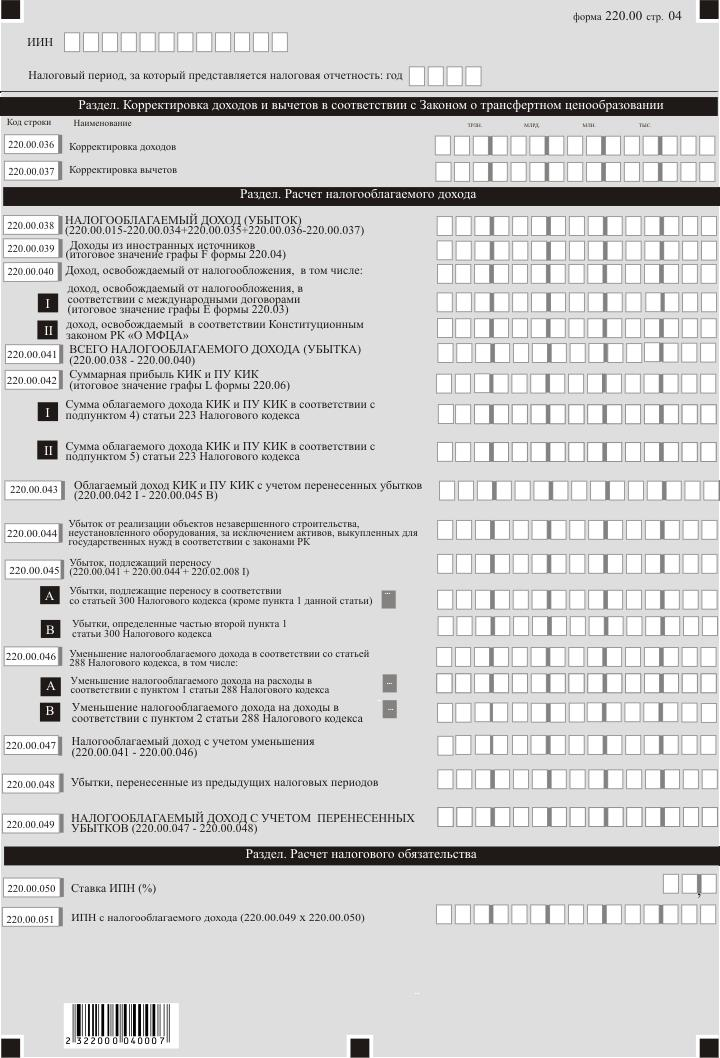 форма 220.00 стр. 04
ИИН
Налоговый период, за который представляется налоговая отчетность: год
Раздел. Корректировка доходов и вычетов в соответствии с Законом о трансфертном ценообразовании
Код строки Наименование трлн. млрд. млн. тыс.
220.00.036 Корректировка доходов
220.00.037 Корректировка вычетов
Раздел. Расчет налогооблагаемого дохода
220.00.038 НАЛОГООБЛАГАЕМЫЙ ДОХОД (УБЫТОК)
(220.00.015-220.00.034+220.00.035+220.00.036-220.00.037)
220.00.039 Доходы из иностранных источников
(итоговое значение графы F формы 220.04)
220.00.040 Доход, освобождаемый от налогообложения, в том числе:
I доход, освобождаемый от налогообложения, в
соответствии с международными договорами
(итоговое значение графы Е формы 220.03)
II доход, освобождаемый в соответствии Конституционным
законом РК «О МФЦА»
220.00.041 ВСЕГО НАЛОГООБЛАГАЕМОГО ДОХОДА (УБЫТКА)
(220.00.038 - 220.00.040)
220.00.042 Суммарная прибыль КИК и ПУ КИК
(итоговое значение графы L формы 220.06)
I Сумма облагаемого дохода КИК и ПУ КИК в соответствии с
подпунктом 4) статьи 223 Налогового кодекса
II Сумма облагаемого дохода КИК и ПУ КИК в соответствии с
подпунктом 5) статьи 223 Налогового кодекса
220.00.043 Облагаемый доход КИК и ПУ КИК с учетом перенесенных убытков
(220.00.042 I - 220.00.045 В)
220.00.044 Убыток от реализации объектов незавершенного строительства,
неустановленного оборудования, за исключением активов, выкупленных для
государственных нужд в соответствии с законами РК
220.00.045 Убыток, подлежащий переносу
(220.00.041 + 220.00.044 + 220.02.008 I)
A Убытки, подлежащие переносу в соответствии
со статьей 300 Налогового кодекса (кроме пункта 1 данной статьи) ...
B Убытки, определенные частью второй пункта 1
статьи 300 Налогового кодекса
220.00.046 Уменьшение налогооблагаемого дохода в соответствии со статьей
288 Налогового кодекса, в том числе:
A Уменьшение налогооблагаемого дохода на расходы в
соответствии с пунктом 1 статьи 288 Налогового кодекса ...
B Уменьшение налогооблагаемого дохода на доходы в
соответствии с пунктом 2 статьи 288 Налогового кодекса ...
220.00.047 Налогооблагаемый доход с учетом уменьшения
(220.00.041 - 220.00.046)
220.00.048 Убытки, перенесенные из предыдущих налоговых периодов
220.00.049 НАЛОГООБЛАГАЕМЫЙ ДОХОД С УЧЕТОМ ПЕРЕНЕСЕННЫХ
УБЫТКОВ (220.00.047 - 220.00.048)
Раздел. Расчет налогового обязательства
220.00.050 Ставка ИПН (%) ,
220.00.051 ИПН с налогооблагаемого дохода (220.00.049 х 220.00.050)
2 322000 040007